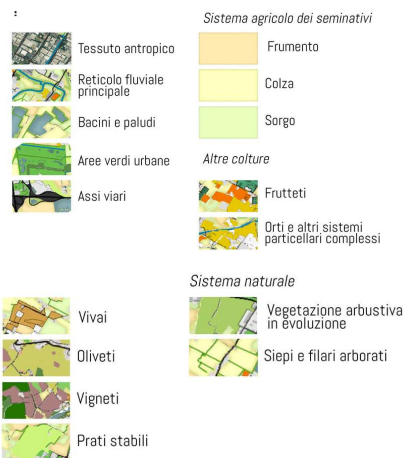 :
Tessuto antropico
Reticolo fluviale
principale
Bacini e paludi
Aree verdi urbane
Assi viari
Sistema agricolo dei seminativi
Frumento
Colza
Sorgo
Altre colture
Frutteti
Orti e altri sistemi
particellari complessi
Vivai
Oliveti
Vigneti
Prati stabili
Sistema naturale
Vegetazione arbustiva
in evoluzione
Siepi e filari arborati